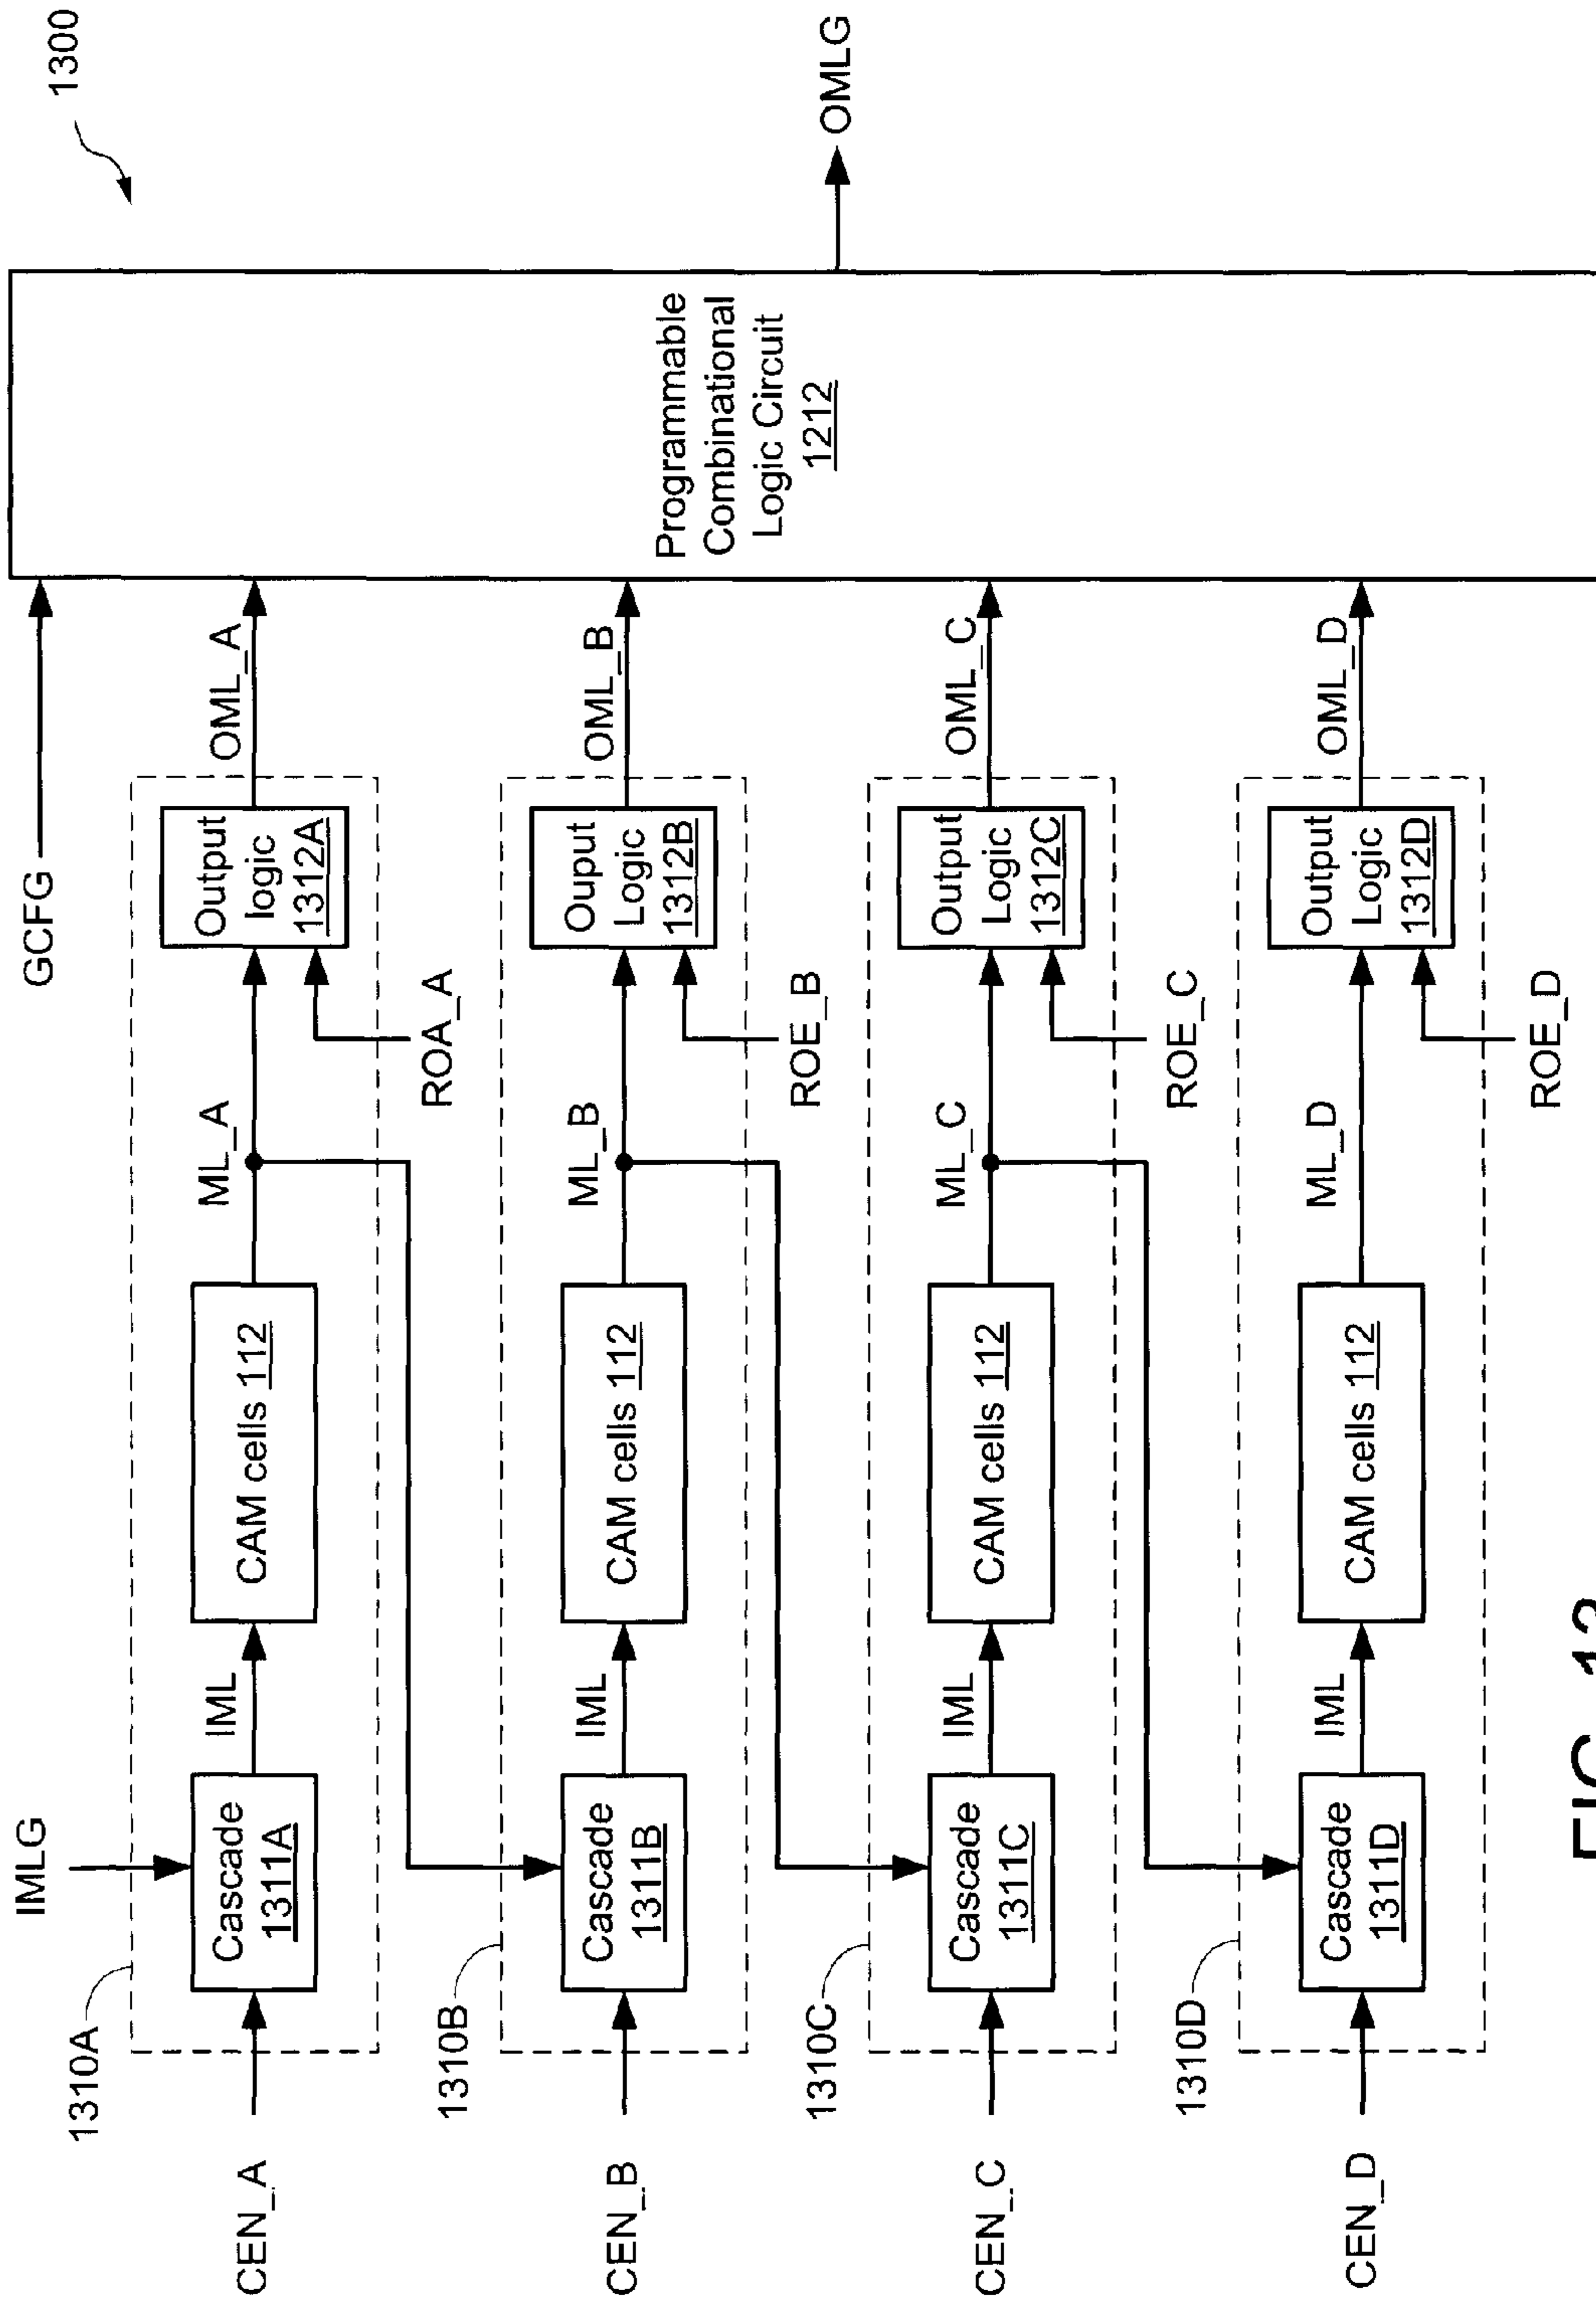 1300
GCFG
OMLG
Programmable
Combinational
Logic Circuit
1212
IMLG
1310A
CEN_A
Cascade
1311A
IML
CAM cells 112
ML_A
ROA_A
Output
logic
1312A
OML_A
1310B
CEN_B
Cascade
1311B
IML
CAM cells 112
ML_B
ROE_B
Ouput
Logic
1312B
OML_B
1310C
CEN_C
Cascade
1311C
IML
CAM cells 112
ML_C
ROE_C
Output
Logic
1312C
OML_C
1310D
CEN_D
Cascade
1311D
IML
CAM cells 112
ML_D
ROE_D
Output
Logic
1312D
OML_D